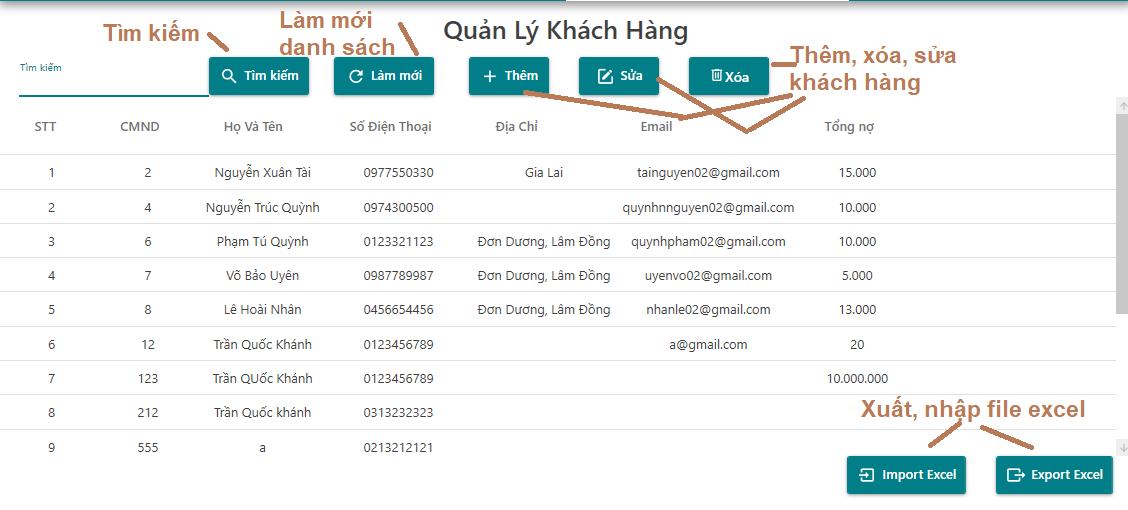 Quản Lý Khách Hàng
Tìm kiếm
Làm mới
danh sách
Thêm, xóa, sửa
khách hàng
Tìm kiếm
Tìm kiếm
Làm mới
Thêm
Sửa
Xóa
STT CMND Họ Và Tên Số Điện Thoại Địa Chỉ Email Tổng nợ
1 2 Nguyễn Xuân Tài 0977550330 Gia Lai tainguyen02@gmail.com 15.000
2 4 Nguyễn Trúc Quỳnh 0974300500 quynhnnguyen02@gmail.com 10.000
3 6 Phạm Tú Quỳnh 0123321123 Đơn Dương, Lâm Đồng quynhpham02@gmail.com 10.000
4 7 Võ Bảo Uyên 0987789987 Đơn Dương, Lâm Đồng uyenvo02@gmail.com 5.000
5 8 Lê Hoài Nhân 0456654456 Đơn Dương, Lâm Đồng nhanle02@gmail.com 13.000
6 12 Trần Quốc Khánh 0123456789 a@gmail.com 20
7 123 Trần QUốc Khánh 0123456789 10.000.000
8 212 Trần Quốc khánh 0313232323
9 555 a 0213212121
Xuất, nhập file excel
Import Excel
Export Excel